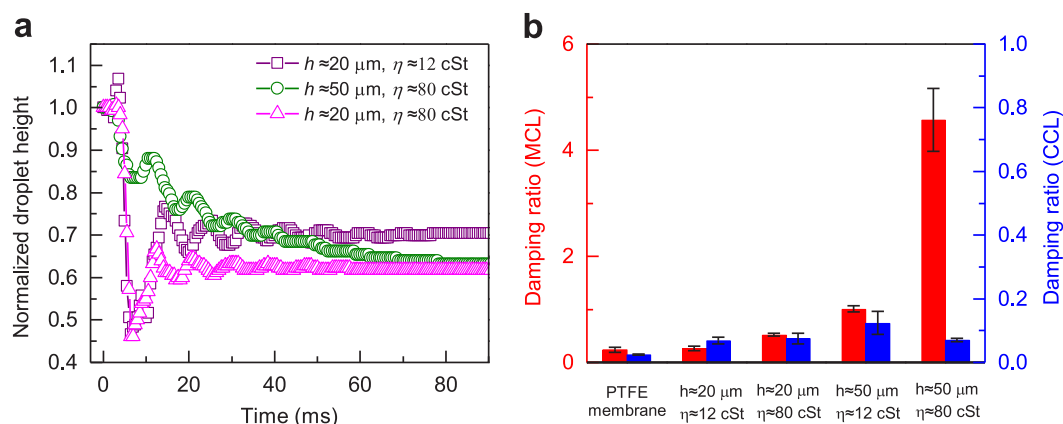 a
Normalized droplet height
1.1
1.0
0.9
0.8
0.7
0.6
0.5
0.4
0
20
40
60
80
Time (ms)
h≈20 μm, η≈12 cSt
h≈50 μm, η≈80 cSt
h≈20 μm, η≈80 cSt
b
Damping ratio (MCL)
6
4
2
0
PTFE
membrane
h≈20 μm
η≈12 cSt
h≈20 μm
η≈80 cSt
h≈50 μm
η≈12 cSt
h≈50 μm
η≈80 cSt
1.0
0.8
0.6
0.4
0.2
0.0
Damping ratio (CCL)